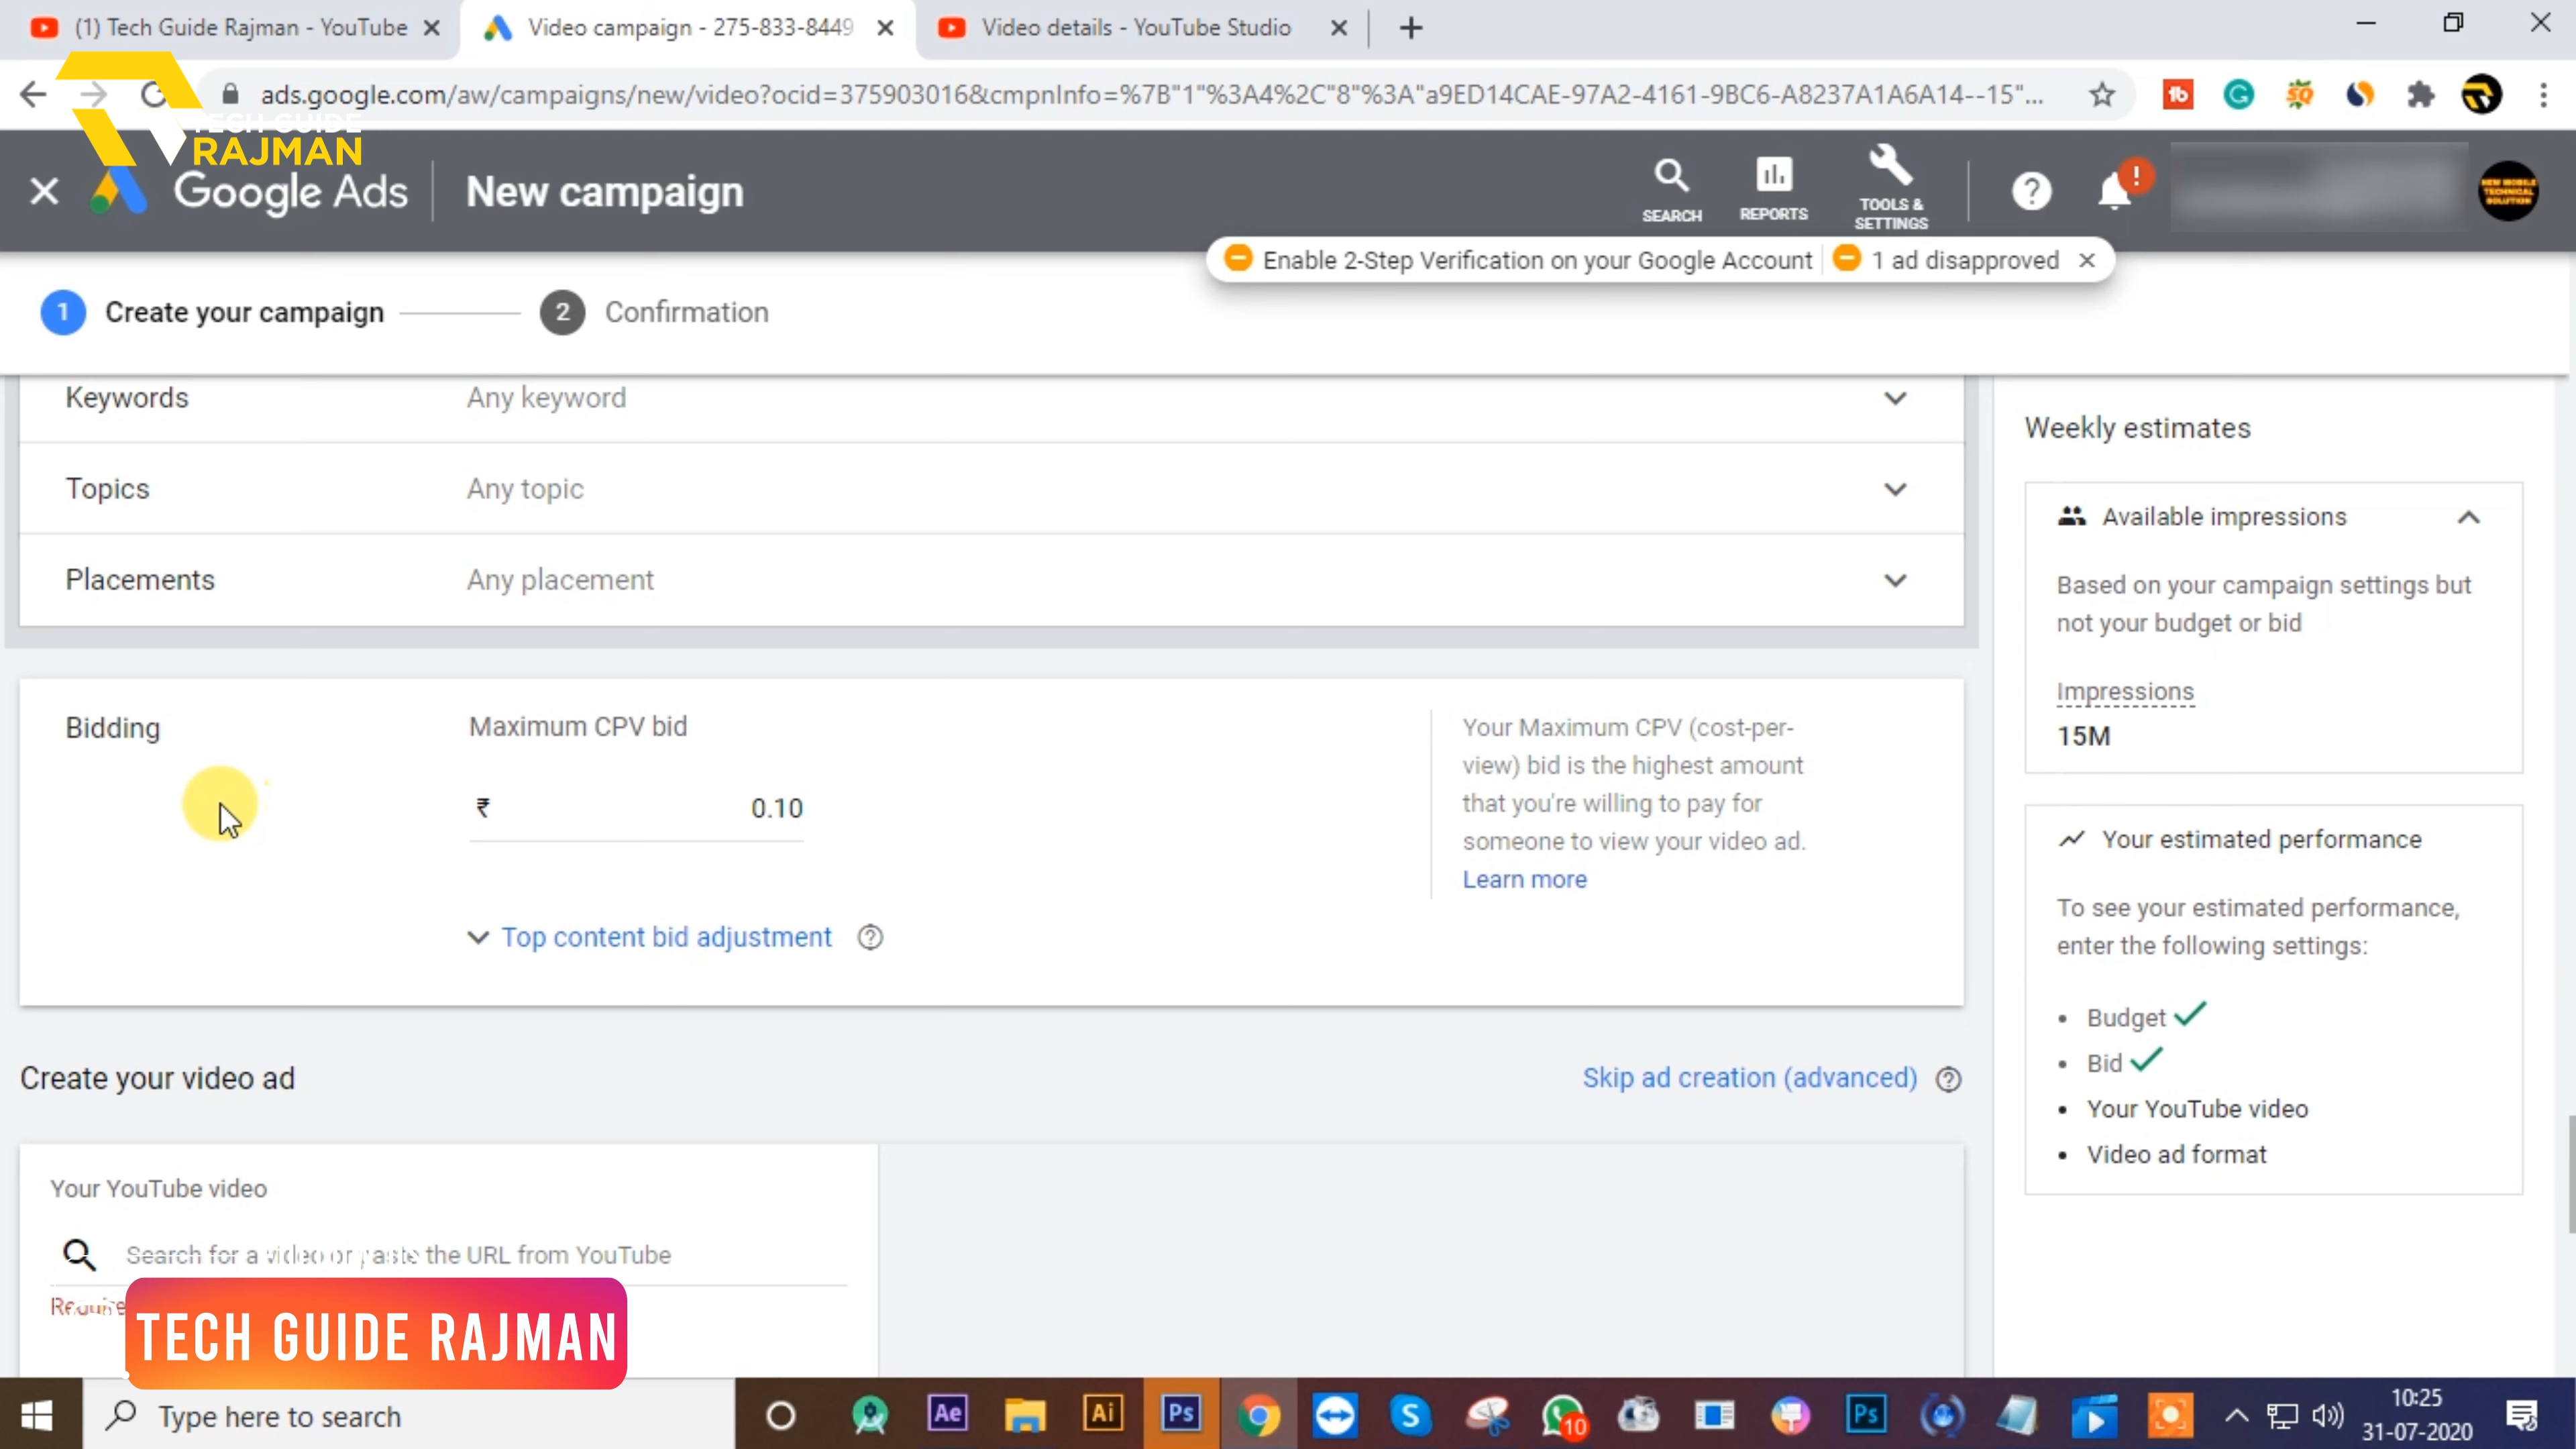 (1) Tech Guide Rajman - YouTube
Video campaign - 275-833-8449
Video details - YouTube Studio
ads.google.com/aw/campaigns/new/video?ocid=375903016&cmpnInfo=%7B"1"%3A4%2C"8"%3A"a9ED14CAE-97A2-4161-9BC6-A8237A1A6A14--15"...
TECH GUIDE
RAJMAN
Google Ads
New campaign
SEARCH
REPORTS
TOOLS &
SETTINGS
NEW MOBILE
TECHNICAL
SOLUTION
Enable 2-Step Verification on your Google Account
1 ad disapproved
1 Create your campaign
2 Confirmation
Keywords Any keyword
Topics Any topic
Placements Any placement
Bidding
Maximum CPV bid
₹ 0.10
Your Maximum CPV (cost-per-
view) bid is the highest amount
that you're willing to pay for
someone to view your video ad.
Learn more
Top content bid adjustment
Weekly estimates
Available impressions
Based on your campaign settings but
not your budget or bid
Impressions
15M
Your estimated performance
To see your estimated performance,
enter the following settings:
• Budget
• Bid
• Your YouTube video
• Video ad format
Create your video ad
Skip ad creation (advanced)
Your YouTube video
Search for a video or paste the URL from YouTube
TECH GUIDE RAJMAN
Type here to search
Ae
Ai
Ps
S
10
Ps
10:25
31-07-2020